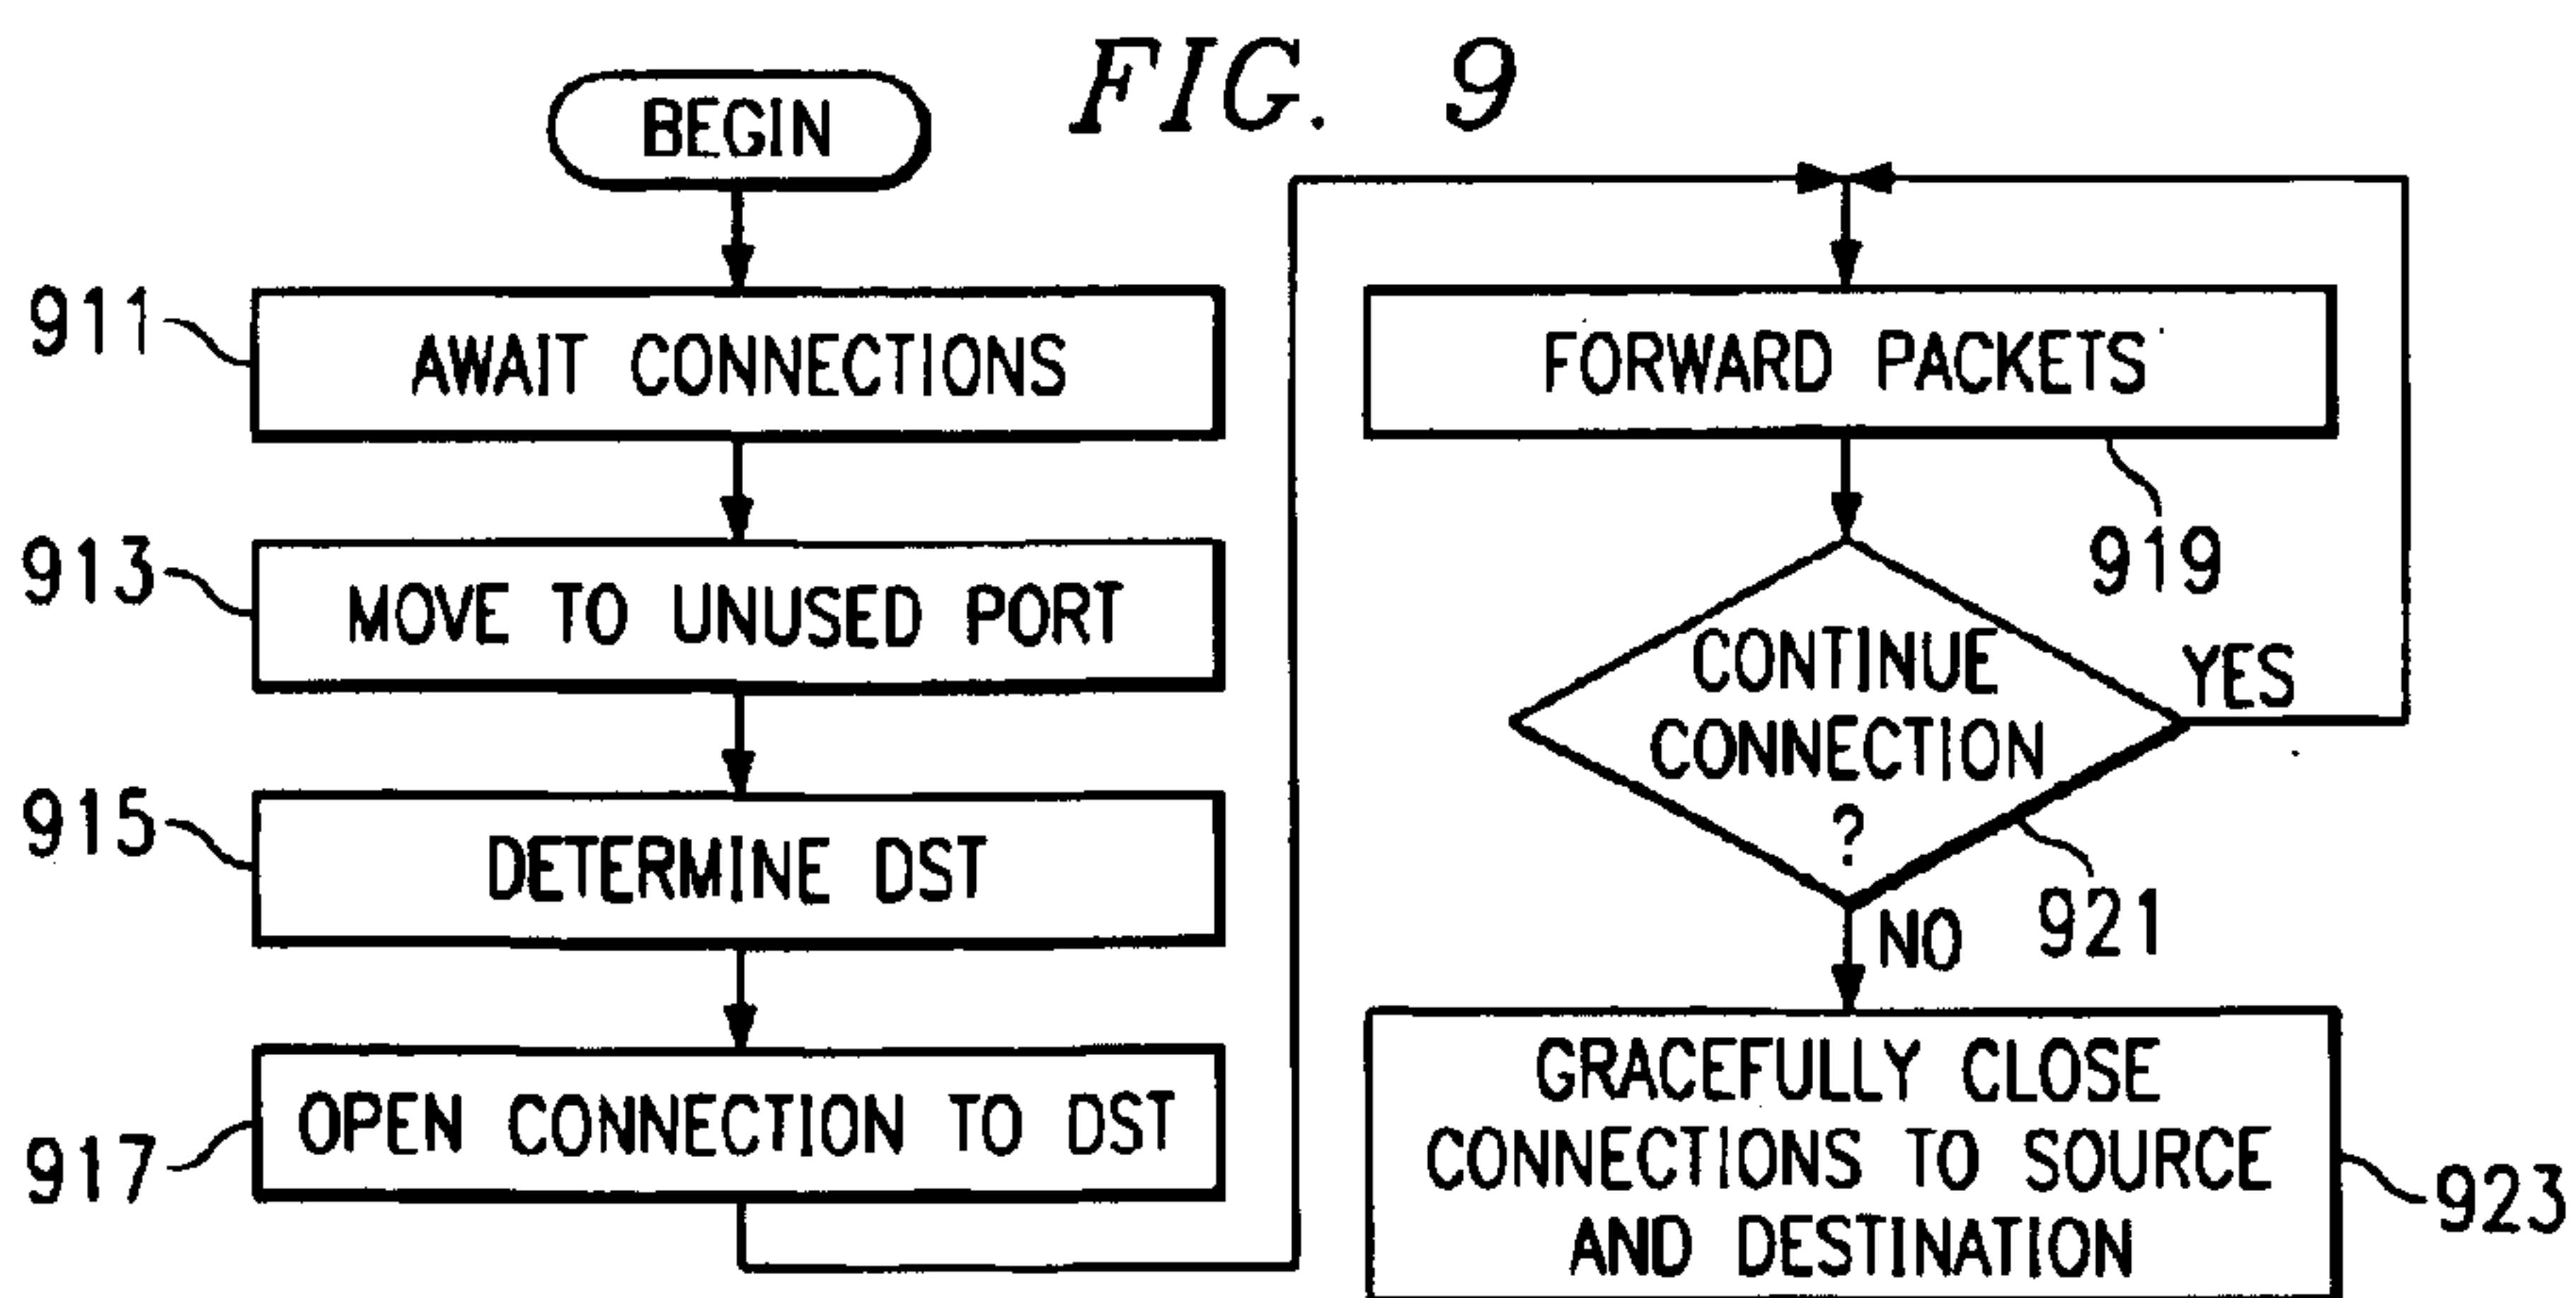 FIG. 9
BEGIN
911
AWAIT CONNECTIONS
913
MOVE TO UNUSED PORT
915
DETERMINE DST
917
OPEN CONNECTION TO DST
FORWARD PACKETS
919
CONTINUE
CONNECTION
?
YES
921
NO
GRACEFULLY CLOSE
CONNECTIONS TO SOURCE
AND DESTINATION
923